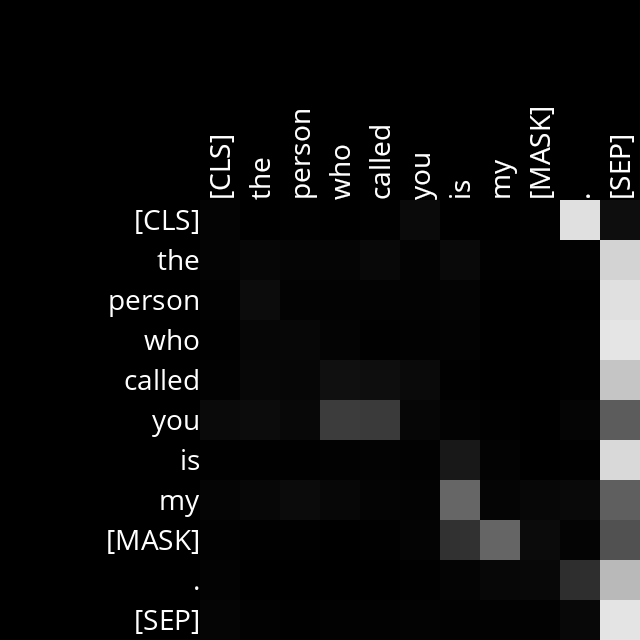 [CLS] the person who called you is my [MASK] . [SEP]
[CLS]
the
person
who
called
you
is
my
[MASK]
.
[SEP]